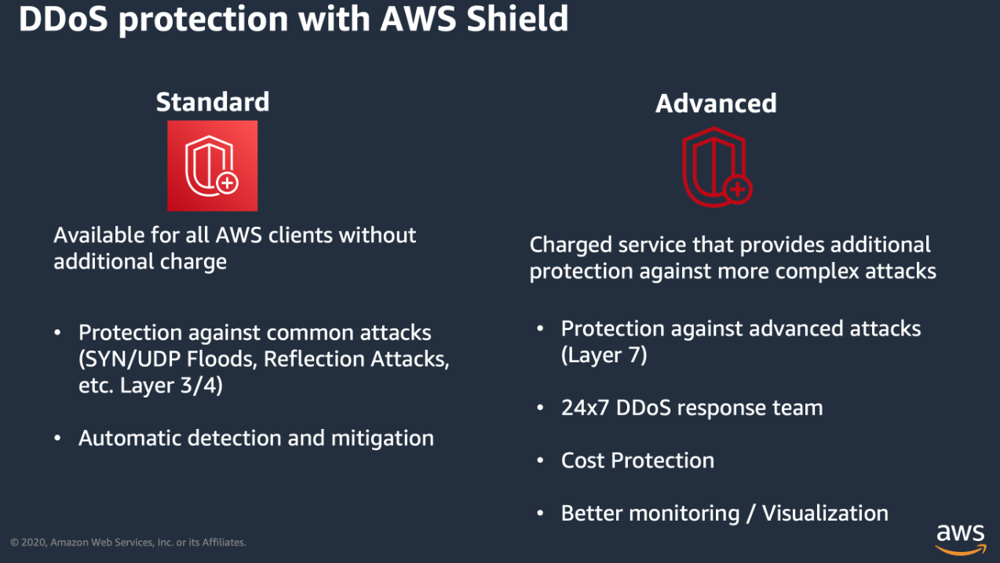 DDoS protection with AWS Shield
Standard
Available for all AWS clients without
additional charge
• Protection against common attacks
(SYN/UDP Floods, Reflection Attacks,
etc. Layer 3/4)
• Automatic detection and mitigation
Advanced
Charged service that provides additional
protection against more complex attacks
• Protection against advanced attacks
(Layer 7)
• 24x7 DDoS response team
• Cost Protection
• Better monitoring / Visualization
© 2020, Amazon Web Services, Inc. or its Affiliates.
aws